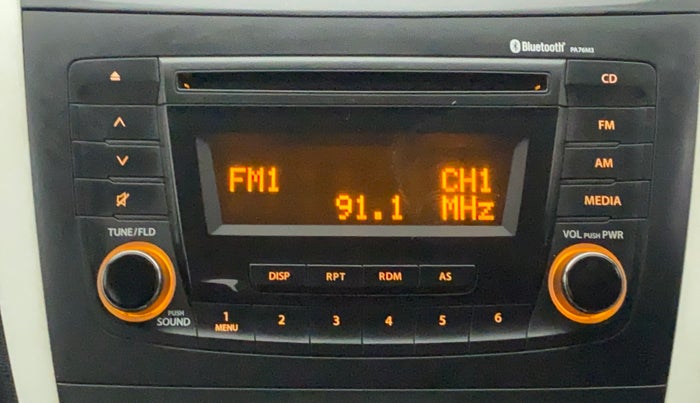 Bluetooth PA76M3
CD
FM
AM
MEDIA
FM1 CH1
91.1 MHz
TUNE/FLD
VOL PUSH PWR
DISP RPT RDM AS
PUSH
SOUND
1 2 3 4 5 6
MENU